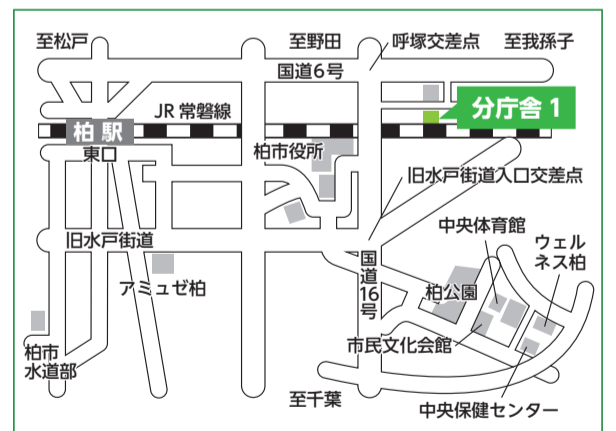 至松戸
至野田
呼塚交差点
至我孫子
国道6号
JR常磐線
分庁舎1
柏駅
東口
柏市役所
旧水戸街道入口交差点
中央体育館
ウェル
ネス柏
旧水戸街道
国道16号
アミュゼ柏
柏公園
市民文化会館
柏市
水道部
至千葉
中央保健センター